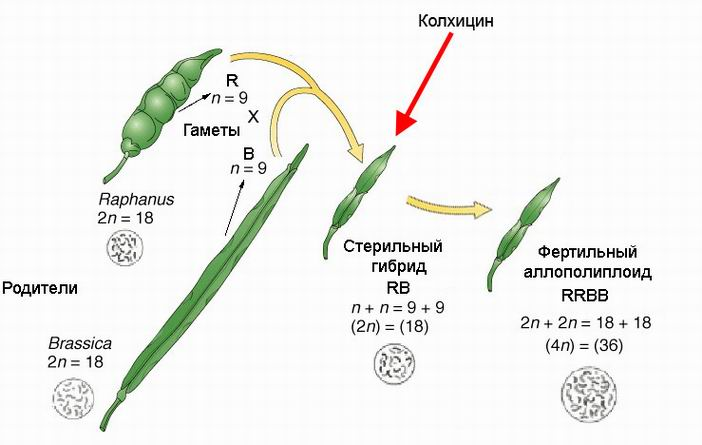 Колхицин
R
n = 9
Гаметы
X
B
n = 9
Raphanus
2n = 18
Родители
Brassica
2n = 18
Стерильный
гибрид
RB
n + n = 9 + 9
(2n) = (18)
Фертильный
аллополиплоид
RRBB
2n + 2n = 18 + 18
(4n) = (36)